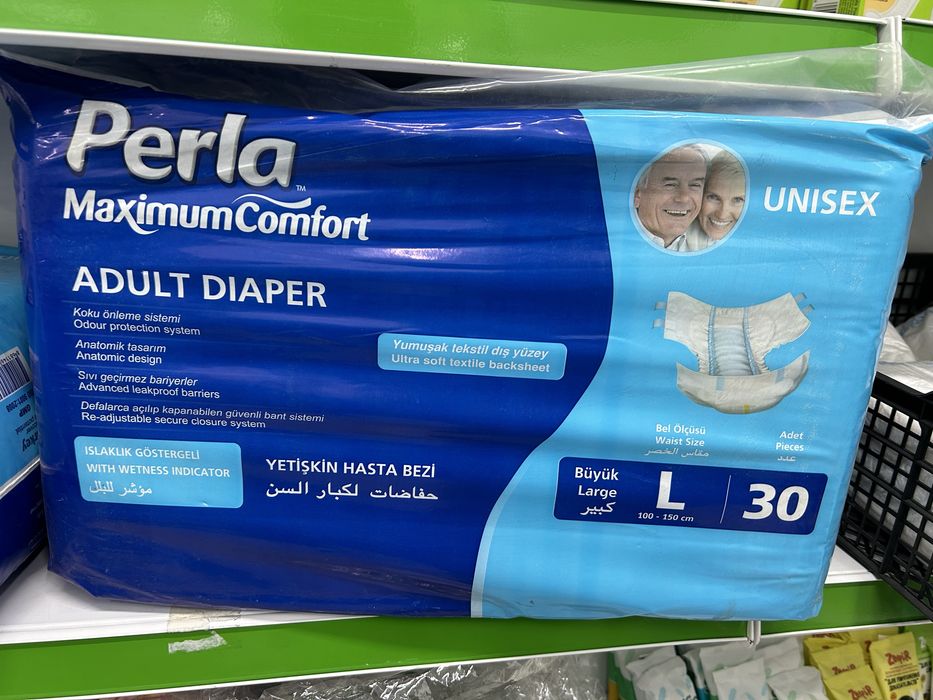 Perla™
MaximumComfort
ADULT DIAPER
Koku önleme sistemi
Odour protection system
Anatomik tasarım
Anatomic design
Sıvı geçirmez bariyerler
Advanced leakproof barriers
Defalarca açılıp kapanabilen güvenli bant sistemi
Re-adjustable secure closure system
Yumuşak tekstil dış yüzey
Ultra soft textile backsheet
ISLAKLIK GÖSTERGELİ
WITH WETNESS INDICATOR
مؤشر للبلل
YETİŞKİN HASTA BEZİ
حفاضات لكبار السن
UNISEX
Bel Ölçüsü
Waist Size
مقاس الخصر
Adet
Pieces
عدد
Büyük
Large
كبير
L
100 - 150 cm
30